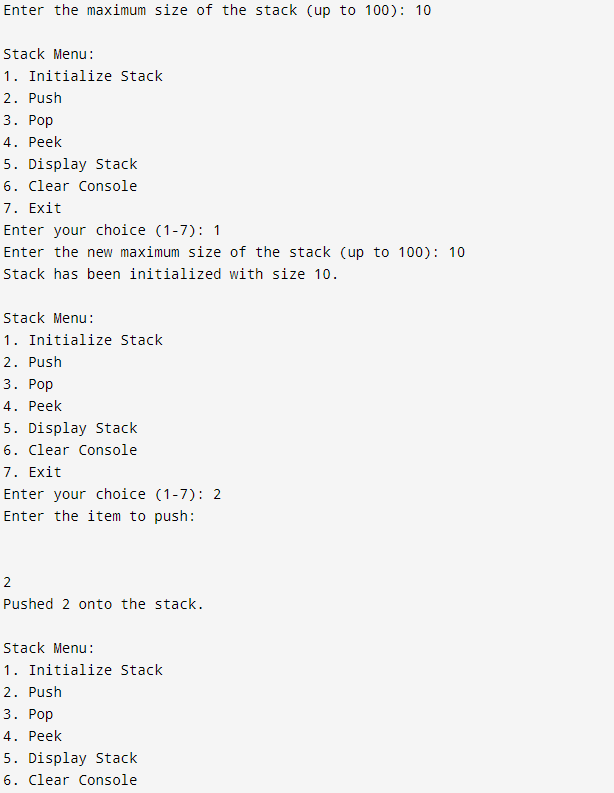 Enter the maximum size of the stack (up to 100): 10
Stack Menu:
1. Initialize Stack
2. Push
3. Pop
4. Peek
5. Display Stack
6. Clear Console
7. Exit
Enter your choice (1-7): 1
Enter the new maximum size of the stack (up to 100): 10
Stack has been initialized with size 10.
Stack Menu:
1. Initialize Stack
2. Push
3. Pop
4. Peek
5. Display Stack
6. Clear Console
7. Exit
Enter your choice (1-7): 2
Enter the item to push:
2
Pushed 2 onto the stack.
Stack Menu:
1. Initialize Stack
2. Push
3. Pop
4. Peek
5. Display Stack
6. Clear Console